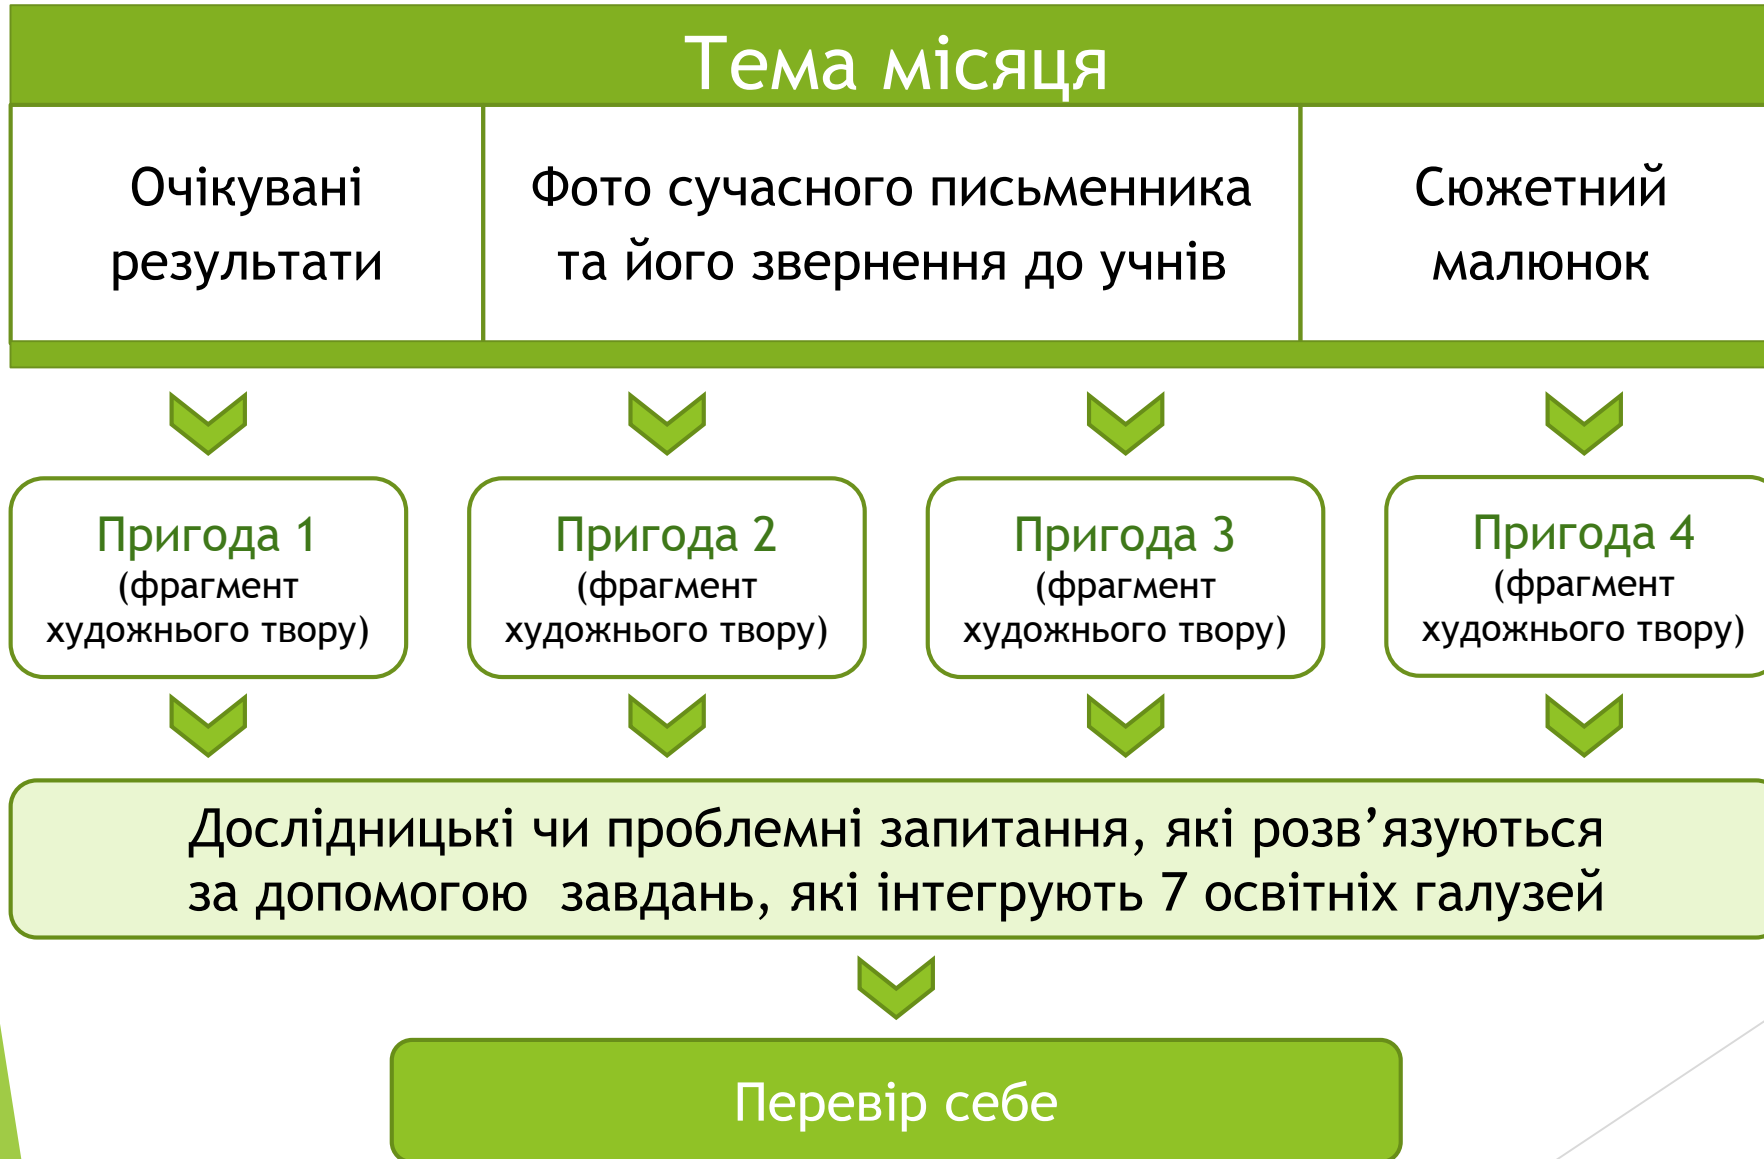 Тема місяця
Очікувані
результати
Фото сучасного письменника
та його звернення до учнів
Сюжетний
малюнок
Пригода 1
(фрагмент
художнього твору)
Пригода 2
(фрагмент
художнього твору)
Пригода 3
(фрагмент
художнього твору)
Пригода 4
(фрагмент
художнього твору)
Дослідницькі чи проблемні запитання, які розв’язуються
за допомогою завдань, які інтегрують 7 освітніх галузей
Перевір себе